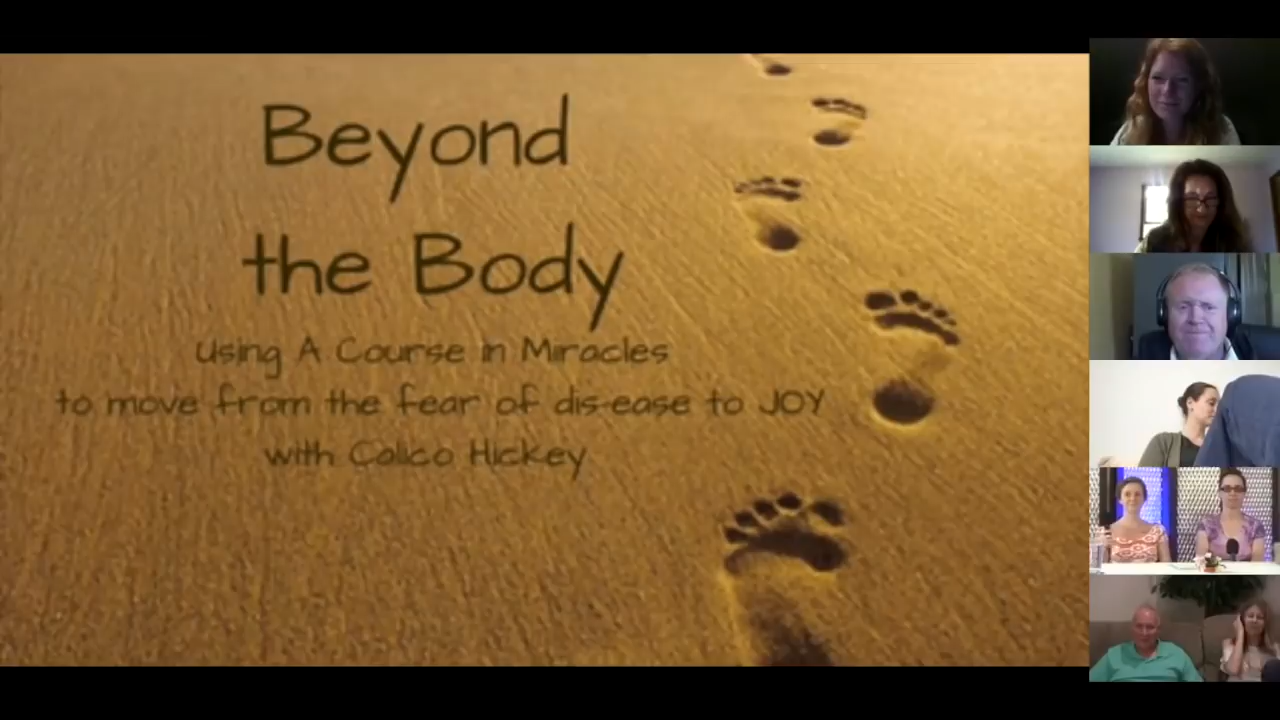 Beyond
the Body
Using A Course in Miracles
to move from the fear of dis-ease to JOY
with Calico Hickey